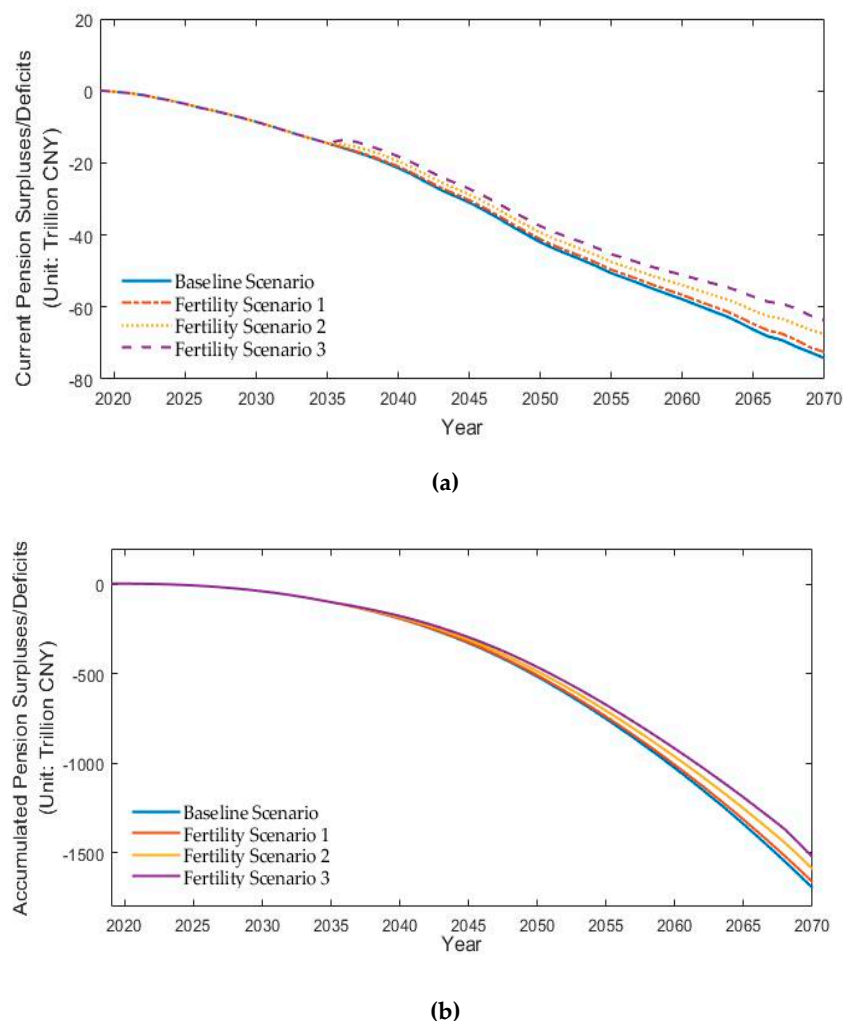 Current Pension Surpluses/Deficits
(Unit: Trillion CNY)
20
0
-20
-40
-60
-80
Baseline Scenario
Fertility Scenario 1
Fertility Scenario 2
Fertility Scenario 3
2020 2025 2030 2035 2040 2045 2050 2055 2060 2065 2070
Year
(a)
Accumulated Pension Surpluses/Deficits
(Unit: Trillion CNY)
0
-500
-1000
-1500
Baseline Scenario
Fertility Scenario 1
Fertility Scenario 2
Fertility Scenario 3
2020 2025 2030 2035 2040 2045 2050 2055 2060 2065 2070
Year
(b)